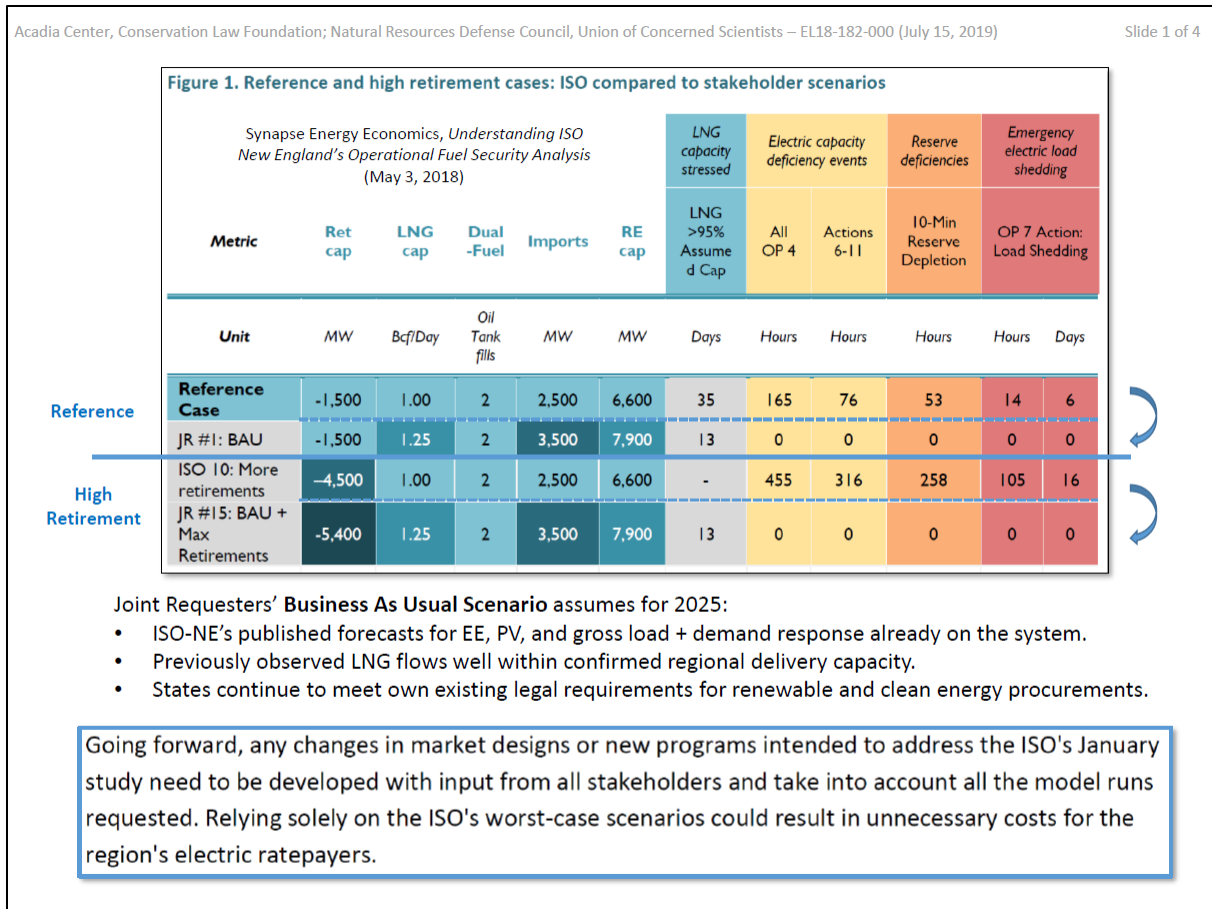 Acadia Center, Conservation Law Foundation; Natural Resources Defense Council, Union of Concerned Scientists – EL18-182-000 (July 15, 2019) Slide 1 of 4
Figure 1. Reference and high retirement cases: ISO compared to stakeholder scenarios
Synapse Energy Economics, Understanding ISO
New England's Operational Fuel Security Analysis
(May 3, 2018)
LNG
capacity
stressed
Electric capacity
deficiency events
Reserve
deficiencies
Emergency
electric load
shedding
Metric
Ret
cap
LNG
cap
Dual
-Fuel
Imports
RE
cap
LNG
>95%
Assume
d Cap
All
OP 4
Actions
6-11
10-Min
Reserve
Depletion
OP 7 Action:
Load Shedding
Unit
MW
Bcf/Day
Oil
Tank
fills
MW
MW
Days
Hours
Hours
Hours
Hours
Days
Reference
Reference
Case
-1,500 1.00 2 2,500 6,600 35 165 76 53 14 6
JR #1: BAU -1,500 1.25 2 3,500 7,900 13 0 0 0 0 0
High
Retirement
ISO 10: More
retirements
–4,500 1.00 2 2,500 6,600 - 455 316 258 105 16
JR #15: BAU +
Max
Retirements
-5,400 1.25 2 3,500 7,900 13 0 0 0 0 0
Joint Requesters' Business As Usual Scenario assumes for 2025:
• ISO-NE's published forecasts for EE, PV, and gross load + demand response already on the system.
• Previously observed LNG flows well within confirmed regional delivery capacity.
• States continue to meet own existing legal requirements for renewable and clean energy procurements.
Going forward, any changes in market designs or new programs intended to address the ISO's January
study need to be developed with input from all stakeholders and take into account all the model runs
requested. Relying solely on the ISO's worst-case scenarios could result in unnecessary costs for the
region's electric ratepayers.